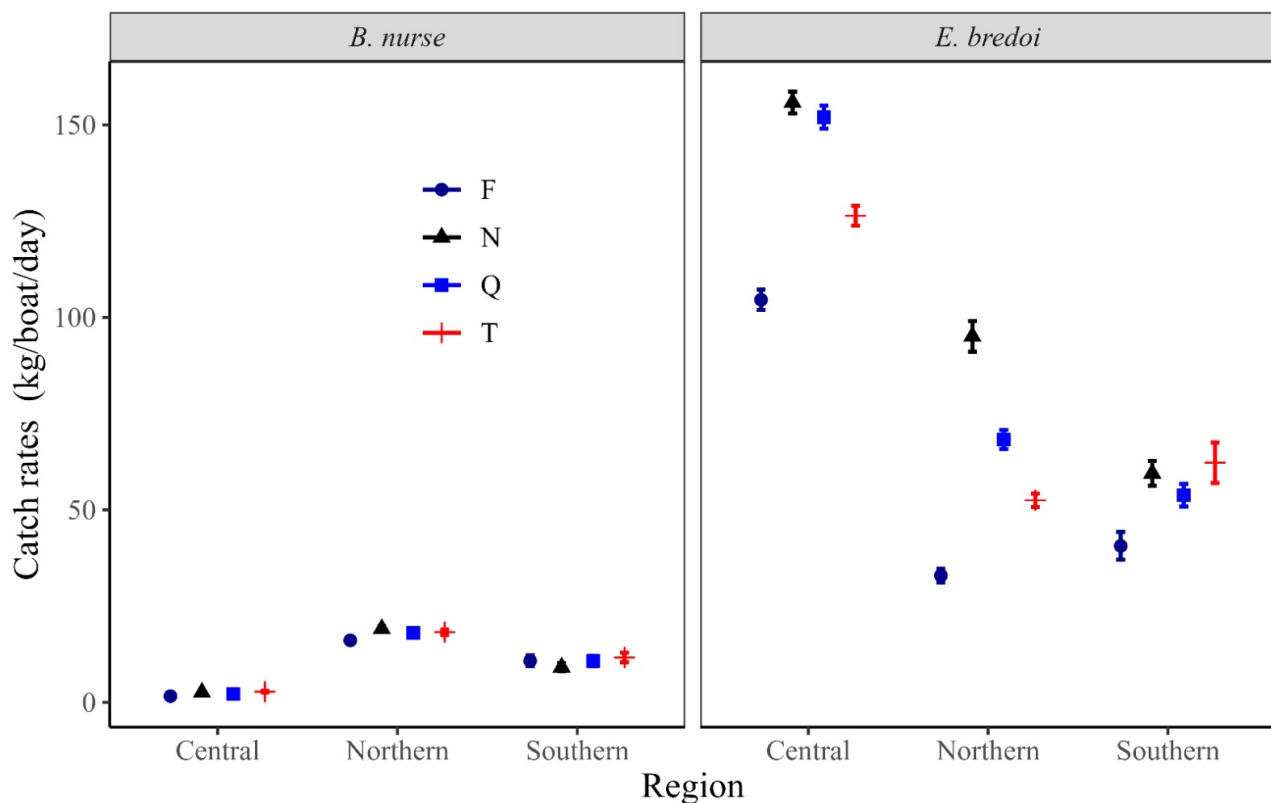 B. nurse
E. bredoi
Catch rates (kg/boat/day)
150
100
50
0
F
N
Q
T
Central
Northern
Southern
Central
Northern
Southern
Region